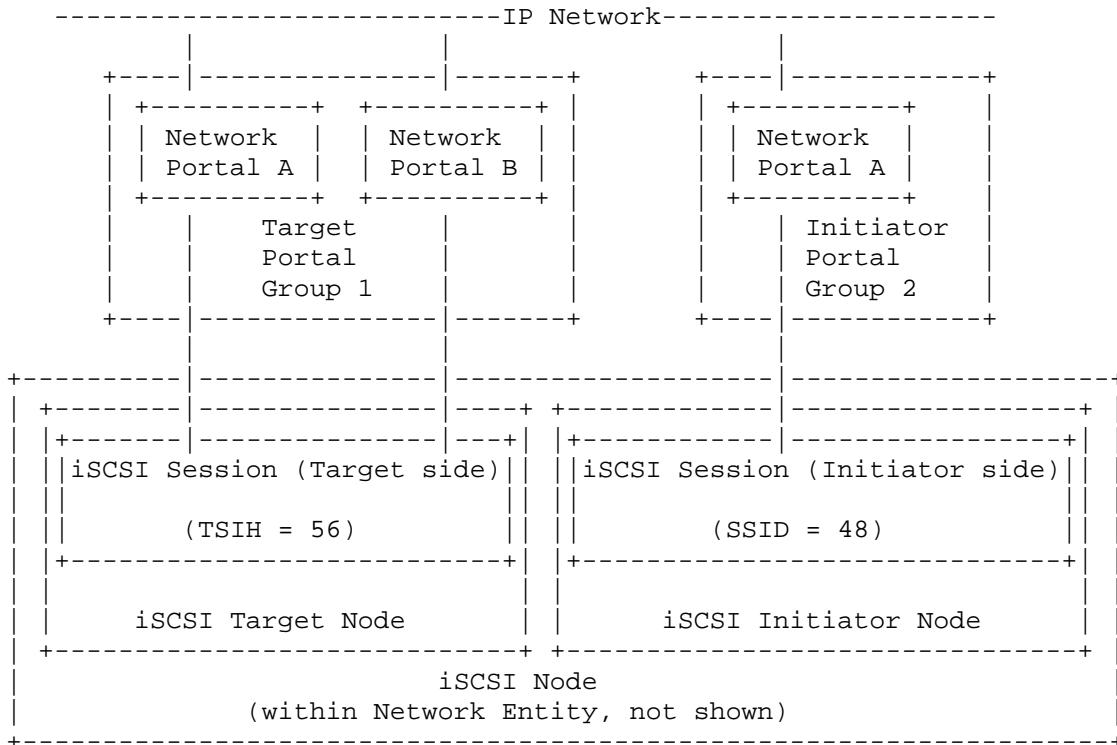 IP Network
Network Network Network
Portal A Portal B Portal A
Target Initiator
Portal Portal
Group 1 Group 2
iSCSI Session (Target side) iSCSI Session (Initiator side)
(TSIH = 56) (SSID = 48)
iSCSI Target Node iSCSI Initiator Node
iSCSI Node
(within Network Entity, not shown)